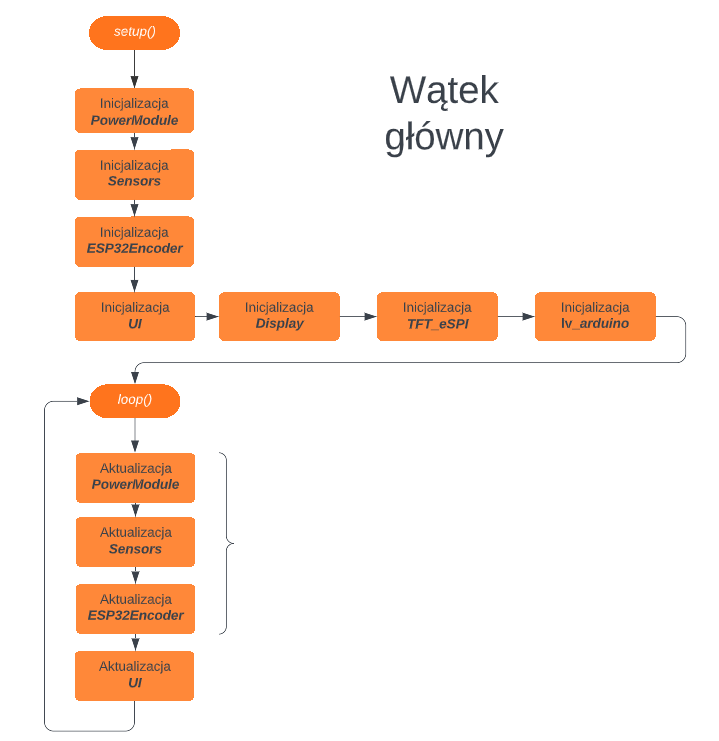 setup()
Wątek
główny
Inicjalizacja
PowerModule
Inicjalizacja
Sensors
Inicjalizacja
ESP32Encoder
Inicjalizacja
UI
Inicjalizacja
Display
Inicjalizacja
TFT_eSPI
Inicjalizacja
lv_arduino
loop()
Aktualizacja
PowerModule
Aktualizacja
Sensors
Aktualizacja
ESP32Encoder
Aktualizacja
UI